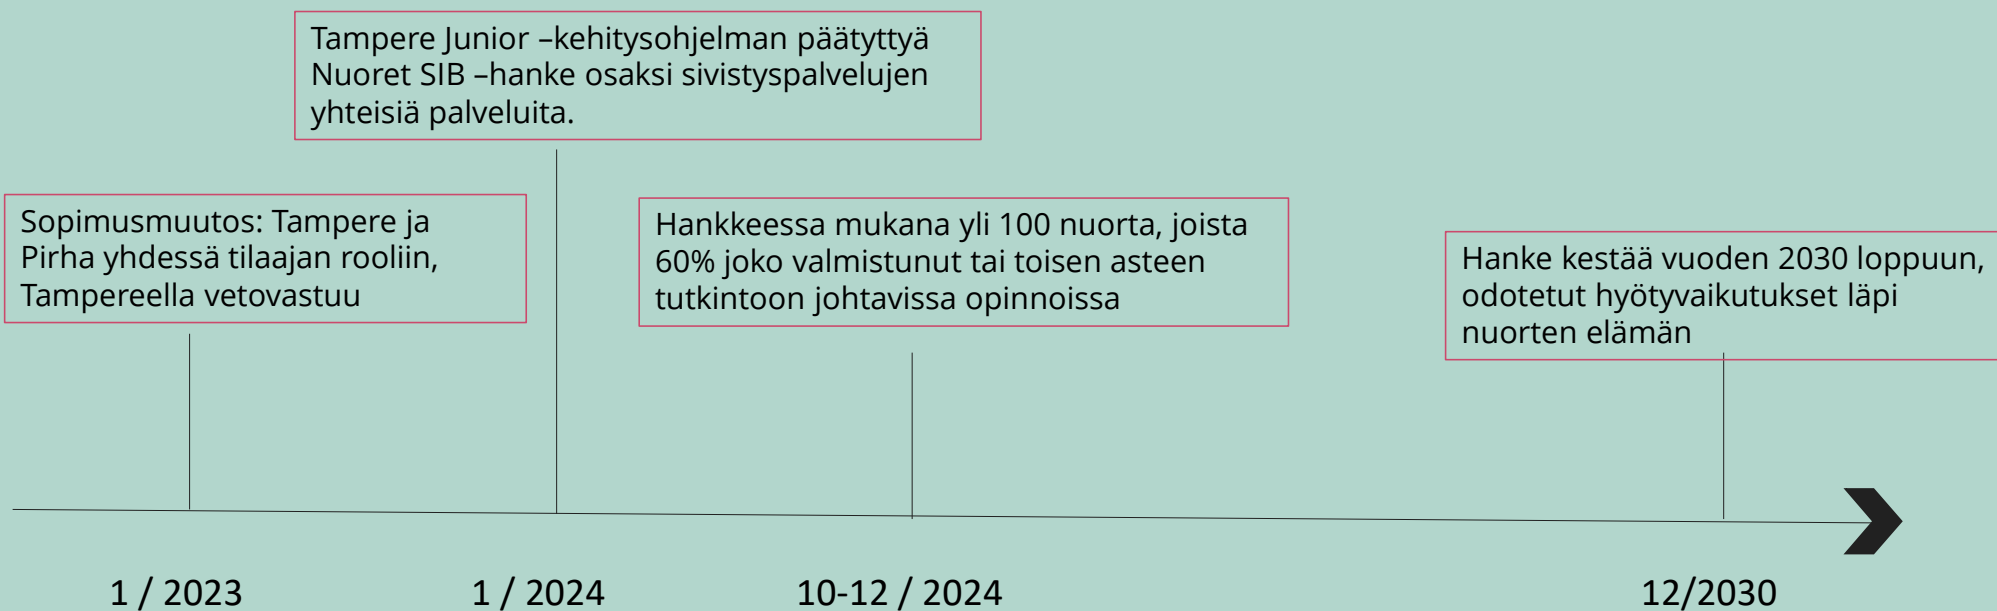 Tampere Junior –kehitysohjelman päätyttyä
Nuoret SIB –hanke osaksi sivistyspalvelujen
yhteisiä palveluita.
Sopimusmuutos: Tampere ja
Pirha yhdessä tilaajan rooliin,
Tampereella vetovastuu
Hankkeessa mukana yli 100 nuorta, joista
60% joko valmistunut tai toisen asteen
tutkintoon johtavissa opinnoissa
Hanke kestää vuoden 2030 loppuun,
odotetut hyötyvaikutukset läpi
nuorten elämän
1 / 2023
1 / 2024
10-12 / 2024
12/2030